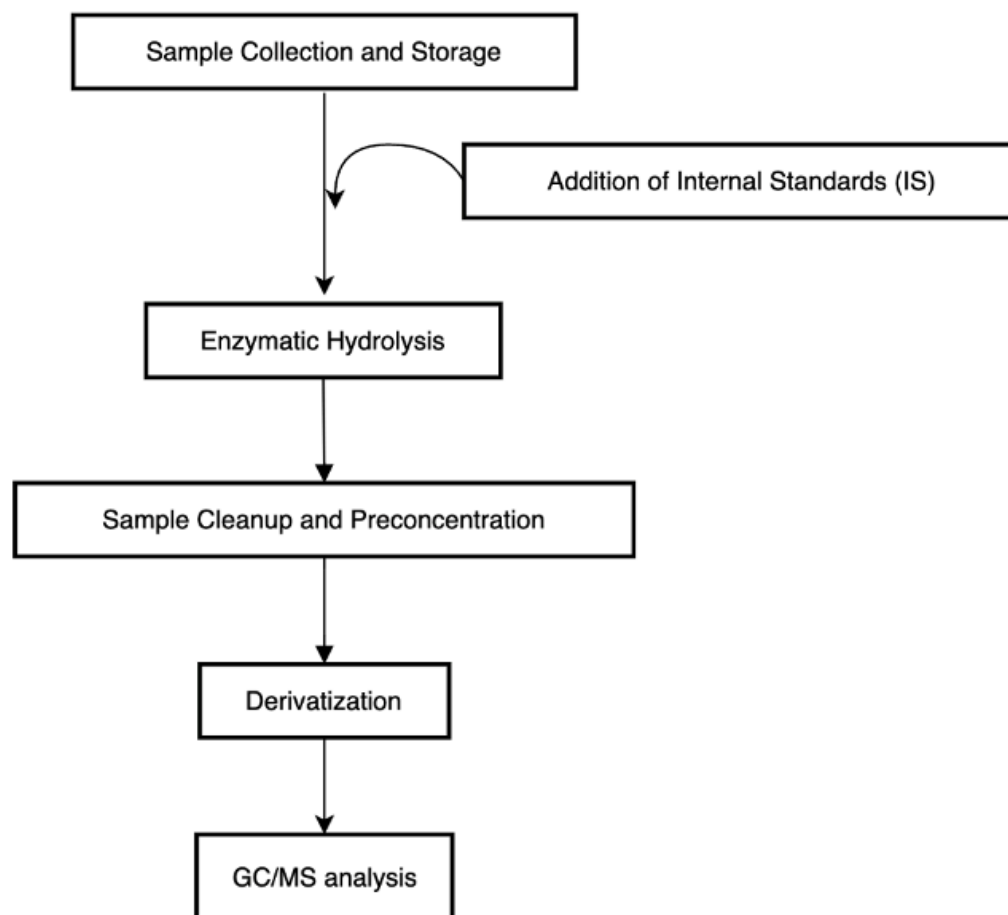 Sample Collection and Storage
Addition of Internal Standards (IS)
Enzymatic Hydrolysis
Sample Cleanup and Preconcentration
Derivatization
GC/MS analysis